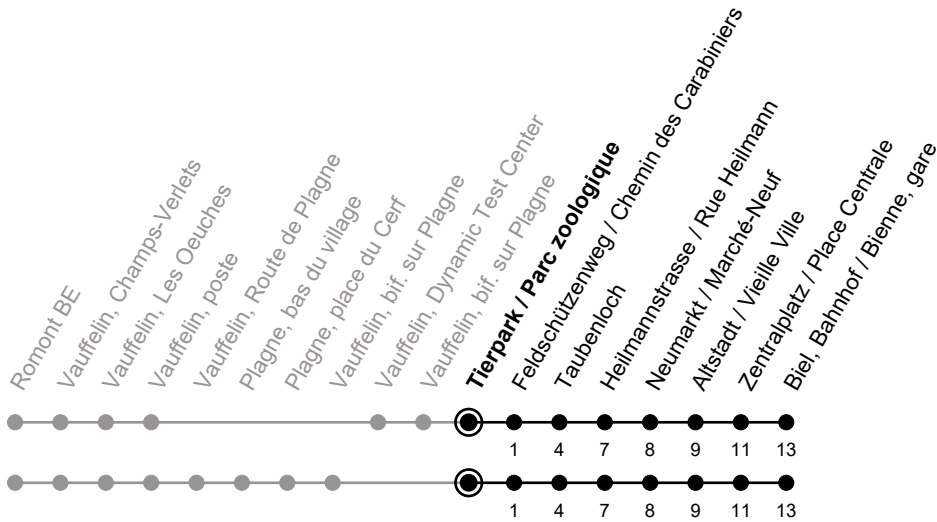 Romont BE
Vauffelin, Champs-Verlets
Vauffelin, Les Oeuches
Vauffelin, poste
Vauffelin, Route de Plagne
Plagne, bas du village
Plagne, place du Cerf
Vauffelin, bif. sur Plagne
Vauffelin, Dynamic Test Center
Vauffelin, bif. sur Plagne
Tierpark / Parc zoologique
Feldschützenweg / Chemin des Carabiniers
Taubenloch
Heilmannstrasse / Rue Heilmann
Neumarkt / Marché-Neuf
Altstadt / Vieille Ville
Zentralplatz / Place Centrale
Biel, Bahnhof / Bienne, gare
1 4 7 8 9 11 13
1 4 7 8 9 11 13